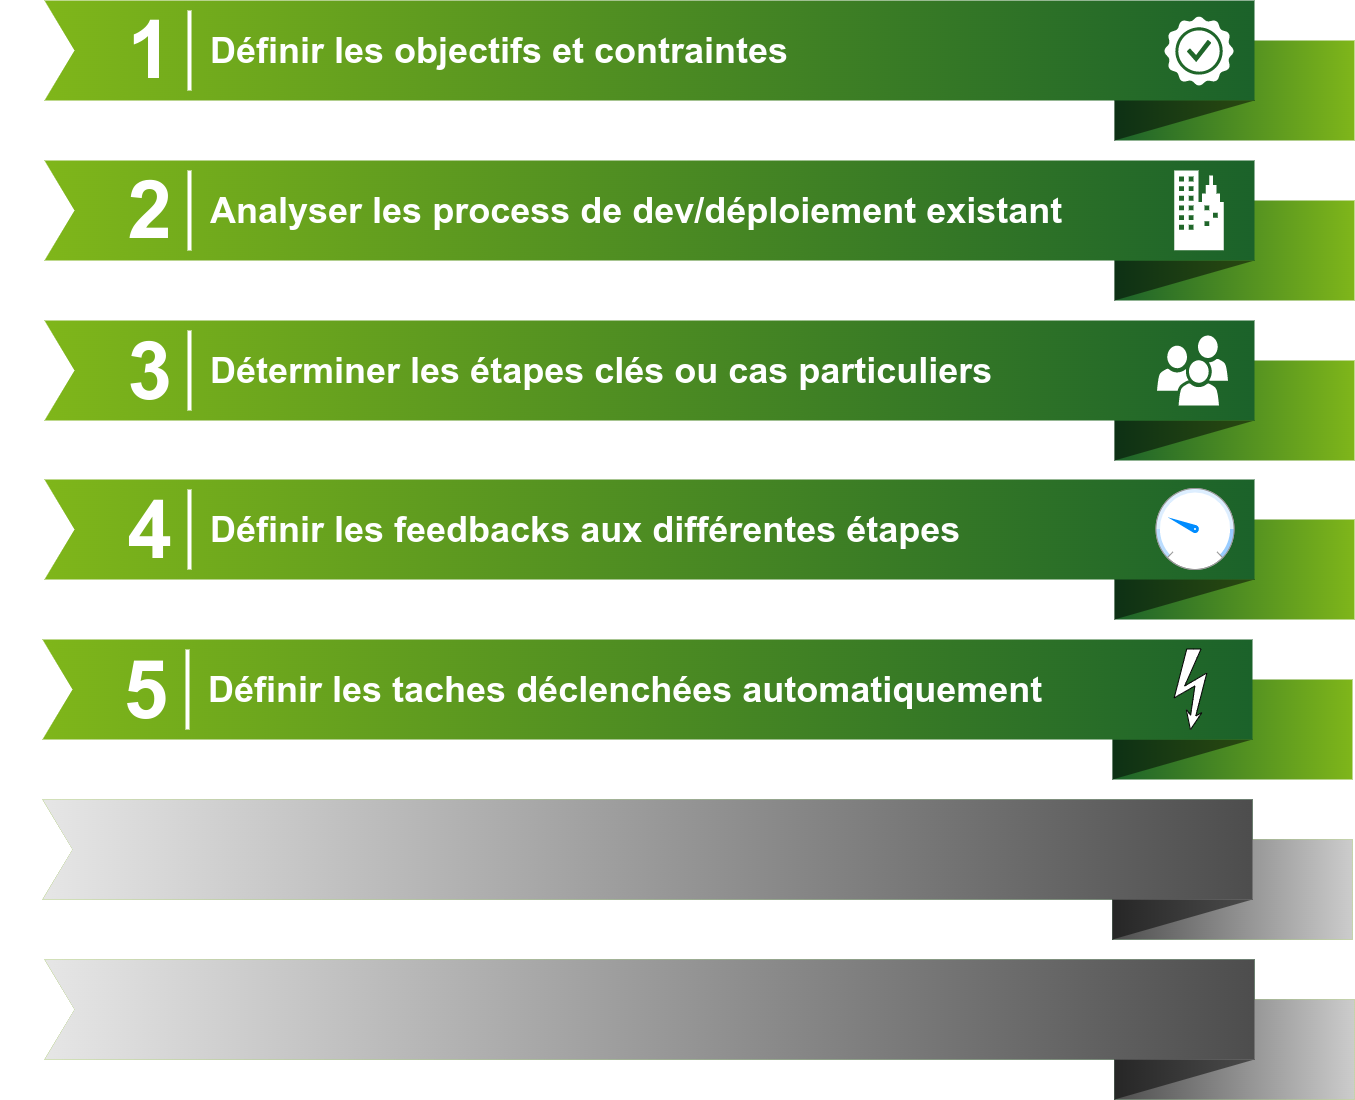 1 Définir les objectifs et contraintes
2 Analyser les process de dev/déploiement existant
3 Déterminer les étapes clés ou cas particuliers
4 Définir les feedbacks aux différentes étapes
5 Définir les taches déclenchées automatiquement